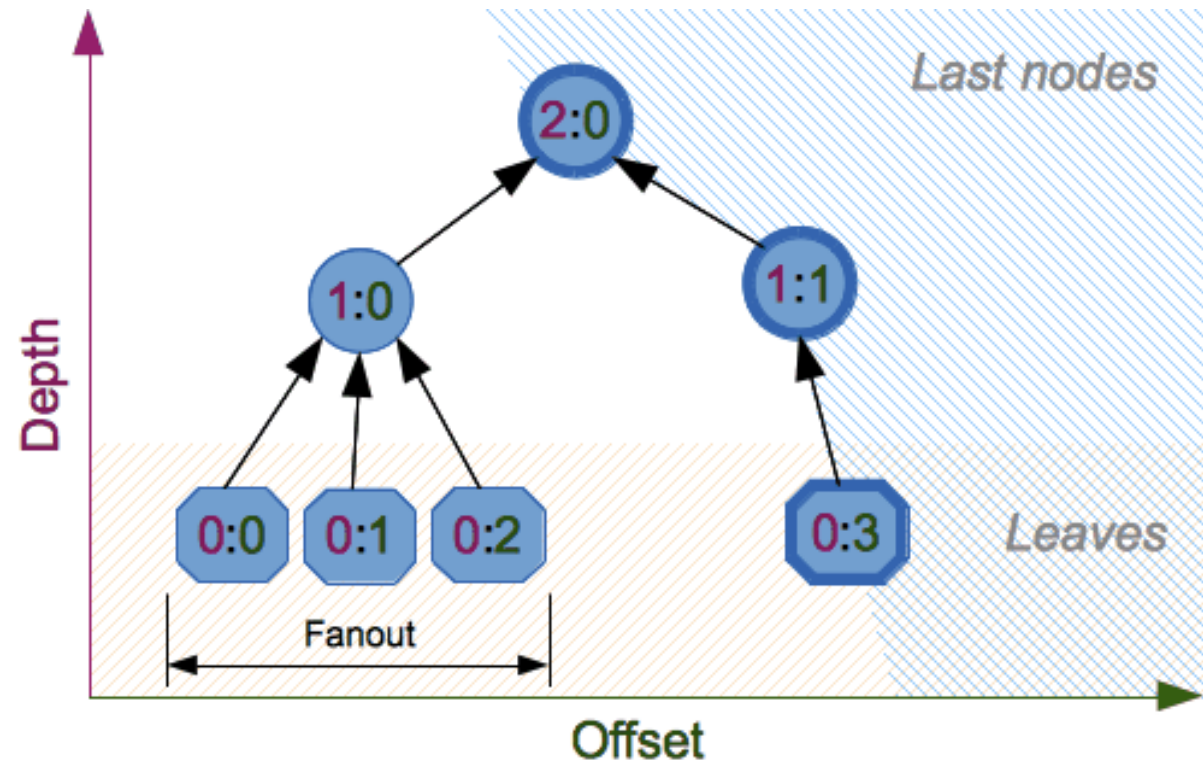 Last nodes
2:0
1:0
1:1
Depth
0:0 0:1 0:2 0:3
Leaves
Fanout
Offset